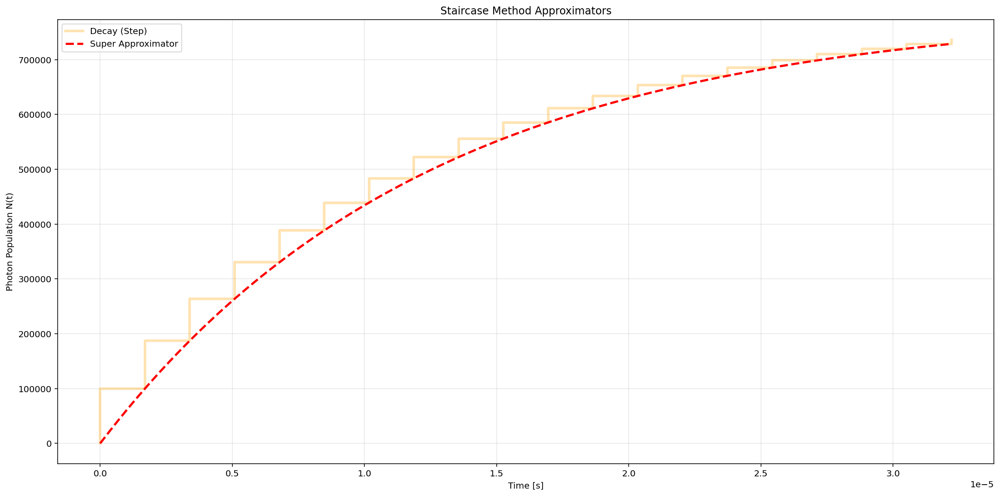 Staircase Method Approximators
Decay (Step)
Super Approximator
700000
600000
500000
400000
300000
200000
100000
0
Photon Population N(t)
0.0 0.5 1.0 1.5 2.0 2.5 3.0
1e−5
Time [s]